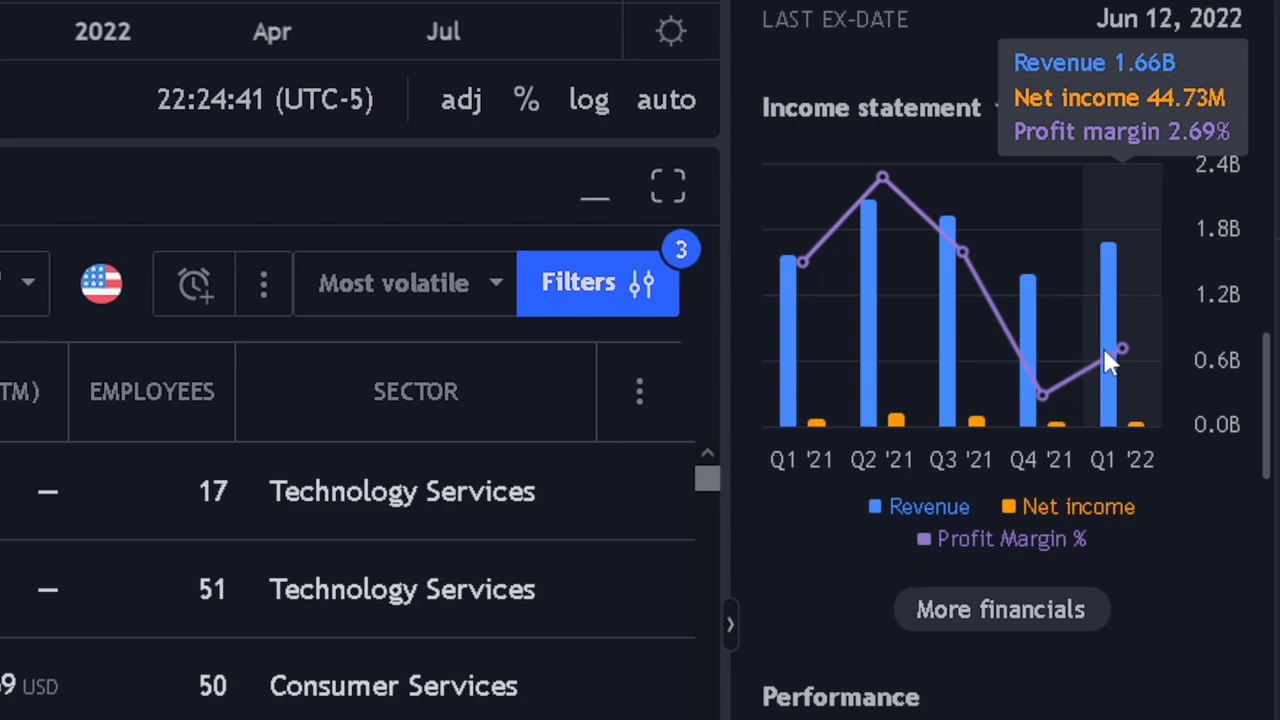 2022 Apr Jul
22:24:41 (UTC-5) adj % log auto
3
Most volatile Filters
TM) EMPLOYEES SECTOR
— 17 Technology Services
— 51 Technology Services
9 USD 50 Consumer Services
LAST EX-DATE Jun 12, 2022
Income statement
Revenue 1.66B
Net income 44.73M
Profit margin 2.69%
2.4B
1.8B
1.2B
0.6B
0.0B
Q1 '21 Q2 '21 Q3 '21 Q4 '21 Q1 '22
Revenue Net income
Profit Margin %
More financials
Performance